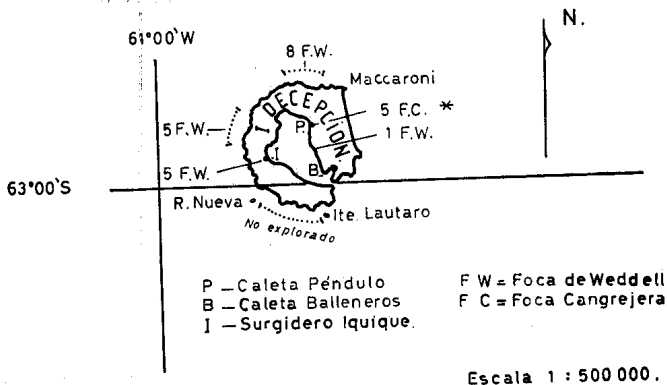 N.
61°00'W
8 F.W.
Maccaroni
I DECEPCION
P.
5 F.C. *
1 F.W.
5 F.W.
I
5 F.W.
B.
63°00'S
R. Nueva
Ite. Lautaro
No explorado
P _ Caleta Péndulo
B _ Caleta Balleneros
I _ Surgidero Iquique.
F W = Foca de Weddell
F C = Foca Cangrejera
Escala 1 : 500 000.